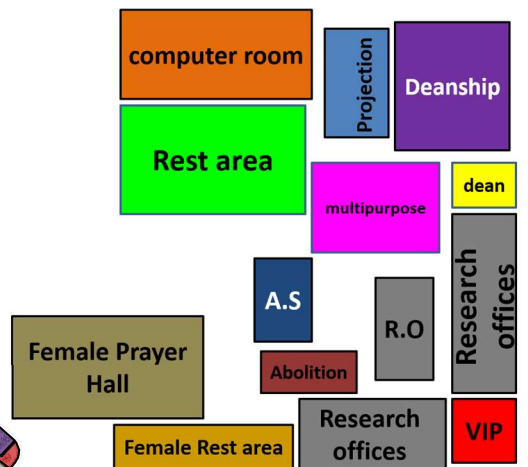 computer room
Projection
Deanship
Rest area
multipurpose
dean
Research
offices
A.S
R.O
Female Prayer
Hall
Abolition
Research
offices
VIP
Female Rest area